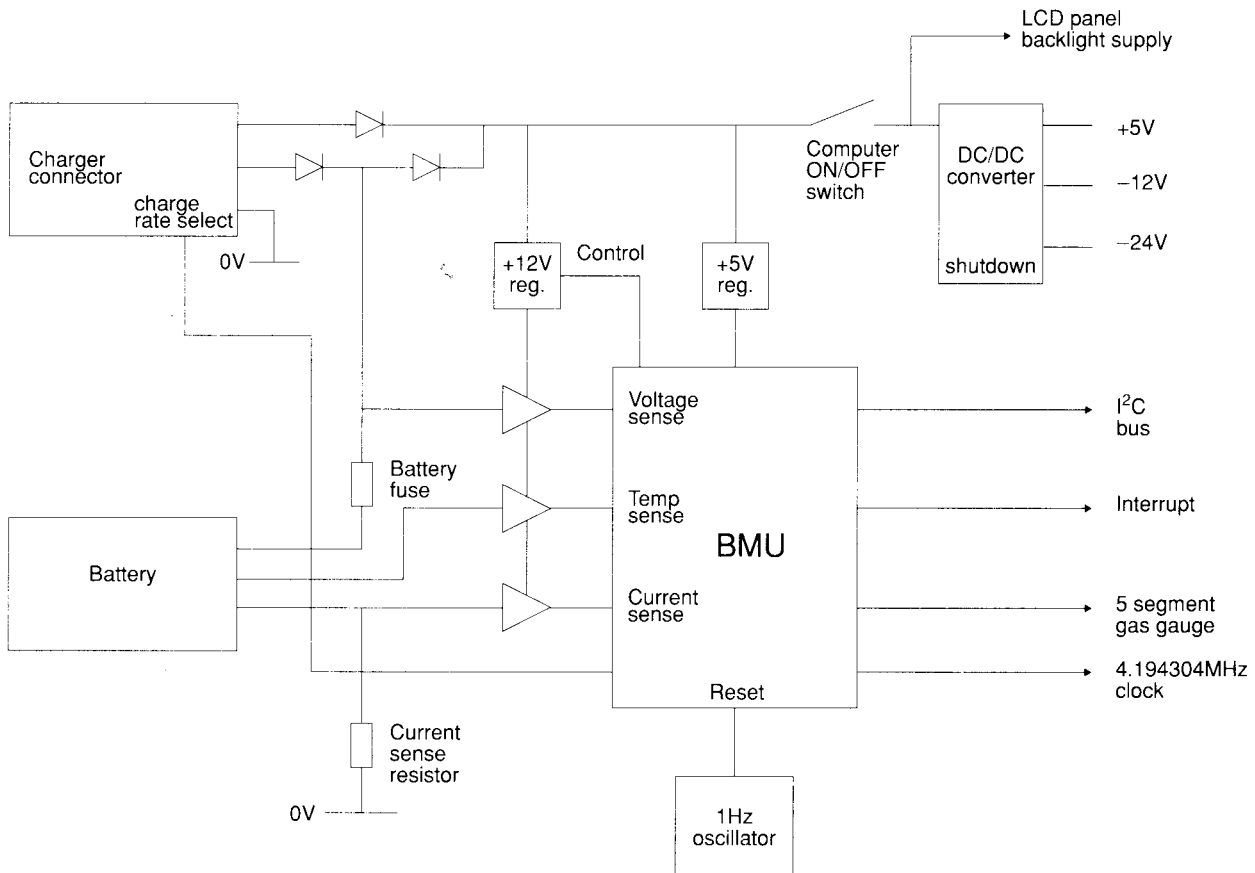 LCD panel
backlight supply
Charger
connector
charge
rate select
0V
Computer
ON/OFF
switch
DC/DC
converter
shutdown
+5V
−12V
−24V
+12V
reg.
Control
+5V
reg.
Voltage
sense
I²C
bus
Battery
fuse
Temp
sense
BMU
Interrupt
Battery
Current
sense
5 segment
gas gauge
Reset
4.194304MHz
clock
Current
sense
resistor
0V
1Hz
oscillator